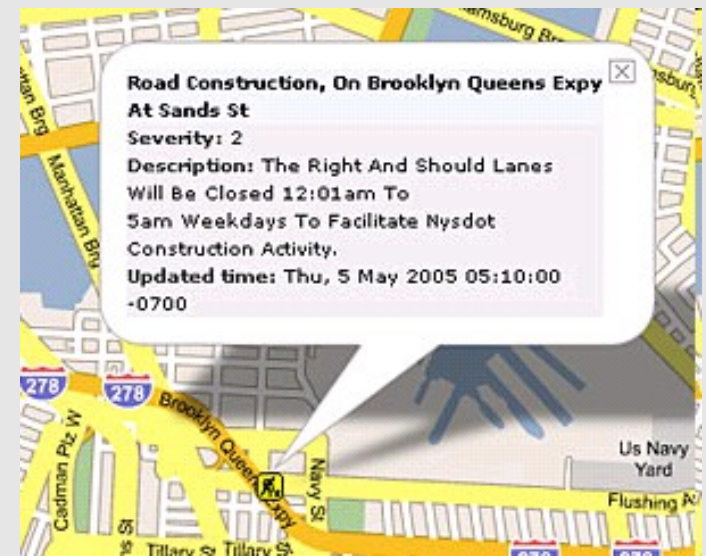 Road Construction, On Brooklyn Queens Expy
At Sands St
Severity: 2
Description: The Right And Should Lanes
Will Be Closed 12:01am To
5am Weekdays To Facilitate Nysdot
Construction Activity.
Updated time: Thu, 5 May 2005 05:10:00
-0700
Manhattan Brg
278
278
Brooklyn Queens Expy
Cadman Plz W
Navy St
Us Navy
Yard
Flushing
Tillary St
Tillary St